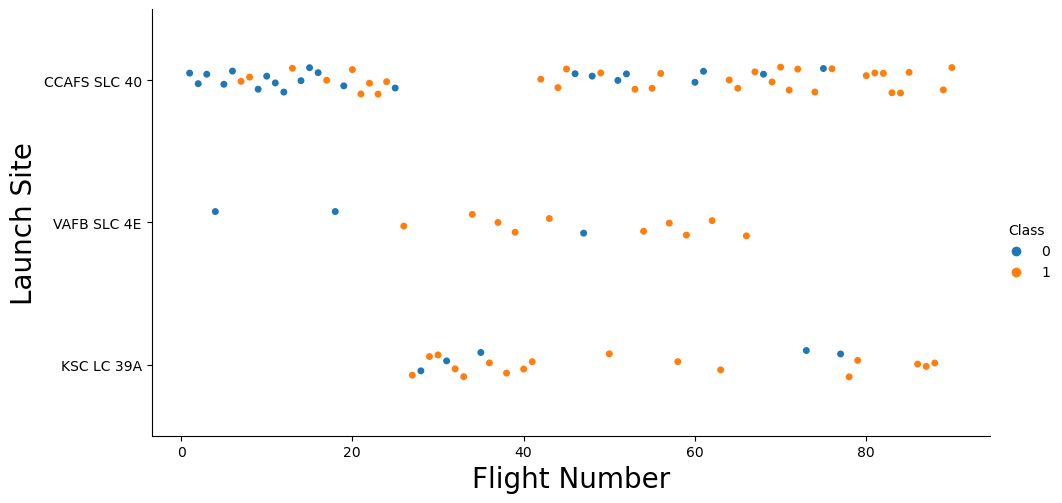 CCAFS SLC 40
VAFB SLC 4E
KSC LC 39A
Launch Site
0 20 40 60 80
Flight Number
Class
0
1